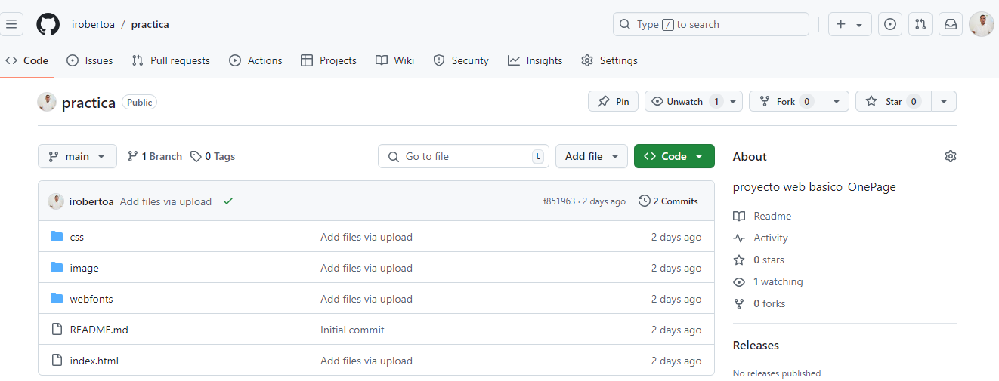 irobertoa / practica
Type / to search
Code Issues Pull requests Actions Projects Wiki Security Insights Settings
practica Public
Pin Unwatch 1 Fork 0 Star 0
main 1 Branch 0 Tags Go to file t Add file Code
irobertoa Add files via upload f851963 · 2 days ago 2 Commits
css Add files via upload 2 days ago
image Add files via upload 2 days ago
webfonts Add files via upload 2 days ago
README.md Initial commit 2 days ago
index.html Add files via upload 2 days ago
About
proyecto web basico_OnePage
Readme
Activity
0 stars
1 watching
0 forks
Releases
No releases published